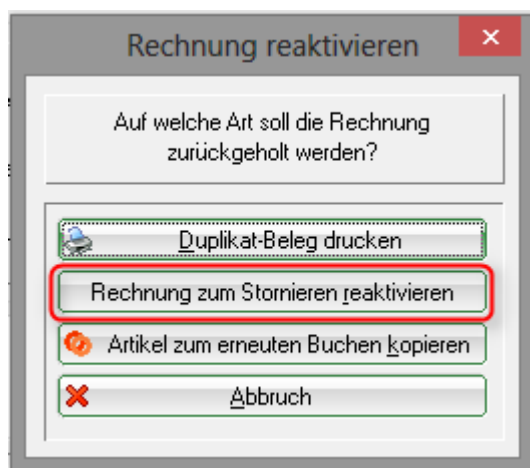 Rechnung reaktivieren
Auf welche Art soll die Rechnung
zurückgeholt werden?
Duplikat-Beleg drucken
Rechnung zum Stornieren reaktivieren
Artikel zum erneuten Buchen kopieren
Abbruch